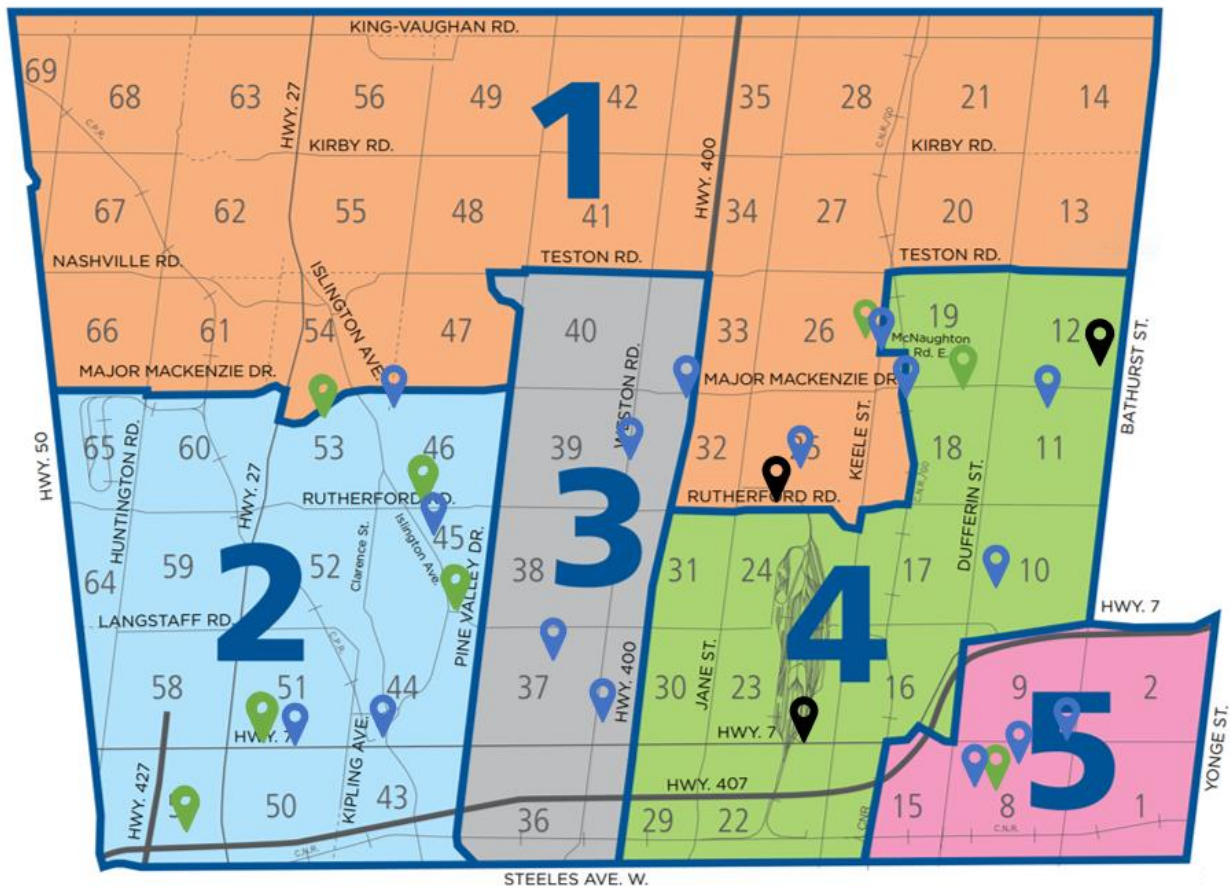 KING-VAUGHAN RD.
69
68
63
56
49
42
35
28
21
14
1
HWY. 27
C.P.R.
HWY. 400
C.N.R./GO
KIRBY RD.
KIRBY RD.
67
62
55
48
41
34
27
20
13
NASHVILLE RD.
ISLINGTON AVE.
TESTON RD.
TESTON RD.
66
61
54
47
40
33
26
19
12
McNaughton
Rd. E.
BATHURST ST.
MAJOR MACKENZIE DR.
MAJOR MACKENZIE DR.
WESTON RD.
KEELE ST.
HWY. 50
65
HUNTINGTON RD.
60
HWY. 27
53
46
39
32
25
18
11
C.N.R./GO
DUFFERIN ST.
RUTHERFORD RD.
RUTHERFORD RD.
3
64
59
2
52
Clarence St.
Islington Ave.
45
PINE VALLEY DR.
38
31
24
4
17
10
LANGSTAFF RD.
C.P.R.
HWY. 7
58
51
44
37
HWY. 400
30
JANE ST.
23
16
9
5
2
YONGE ST.
HWY. 7
HWY. 7
HWY. 427
KIPLING AVE.
HWY. 407
50
43
36
29
22
CNR
15
8
1
C.N.R.
C.N.R.
STEELES AVE. W.